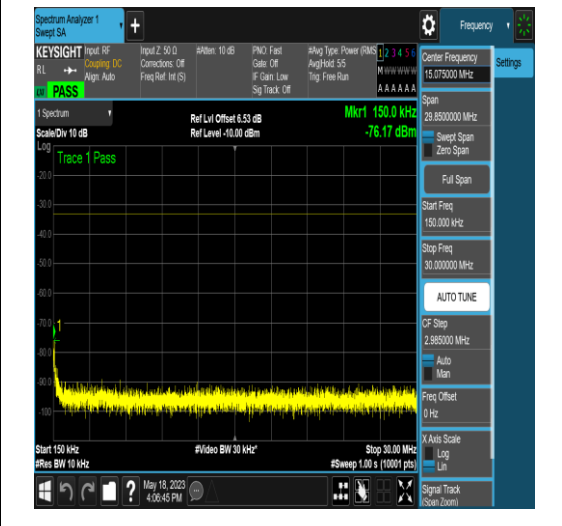 Spectrum Analyzer 1
Swept SA
Frequency
KEYSIGHT
RL
Input: RF
Coupling: DC
Align: Auto
Input Z: 50 Ω
Corrections: Off
Freq Ref: Int (S)
#Atten: 10 dB
PNO: Fast
Gate: Off
IF Gain: Low
Sig Track: Off
#Avg Type: Power (RMS
Avg|Hold: 5/5
Trig: Free Run
1 2 3 4 5 6
M W W W W W
A A A A A A
PASS
1 Spectrum
Scale/Div 10 dB
Ref Lvl Offset 6.53 dB
Ref Level -10.00 dBm
Mkr1 150.0 kHz
-76.17 dBm
Log
Trace 1 Pass
-20.0
-30.0
-40.0
-50.0
-60.0
-70.0
-80.0
-90.0
-100
1
Start 150 kHz
#Res BW 10 kHz
#Video BW 30 kHz*
Stop 30.00 MHz
#Sweep 1.00 s (10001 pts)
?
May 18, 2023
4:06:45 PM
Settings
Center Frequency
15.075000 MHz
Span
29.8500000 MHz
Swept Span
Zero Span
Full Span
Start Freq
150.000 kHz
Stop Freq
30.000000 MHz
AUTO TUNE
CF Step
2.985000 MHz
Auto
Man
Freq Offset
0 Hz
X Axis Scale
Log
Lin
Signal Track
(Span Zoom)